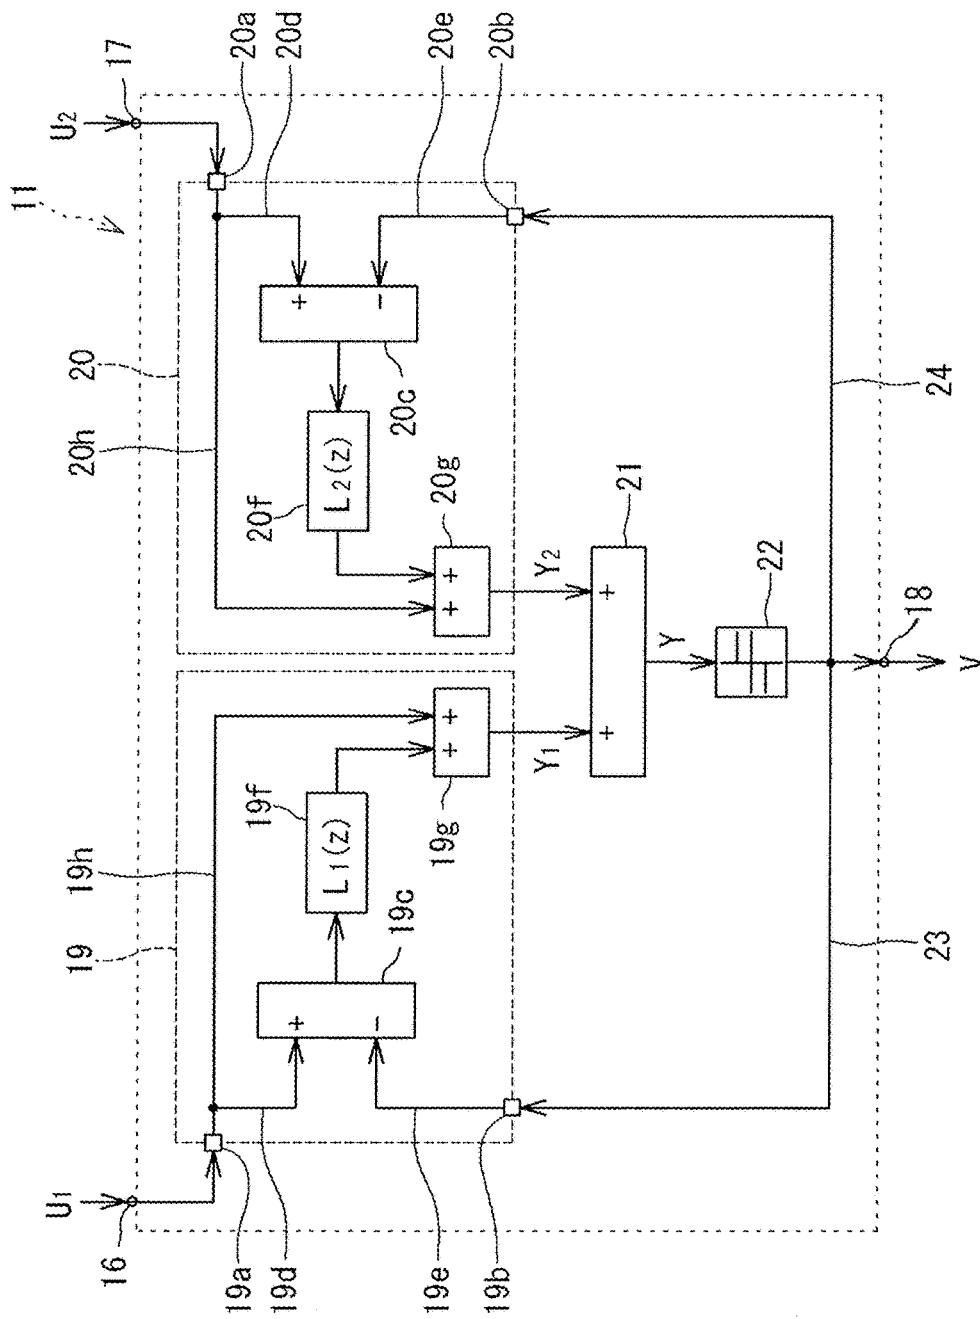 11
U1
16
U2
17
19
19h
20h
20
19a
19d
19e
19b
20a
20d
20e
20b
+
−
19c
L1(z)
19f
+
+
19g
+
−
20c
L2(z)
20f
+
+
20g
Y1
Y2
+
+
21
Y
22
23
24
18
V